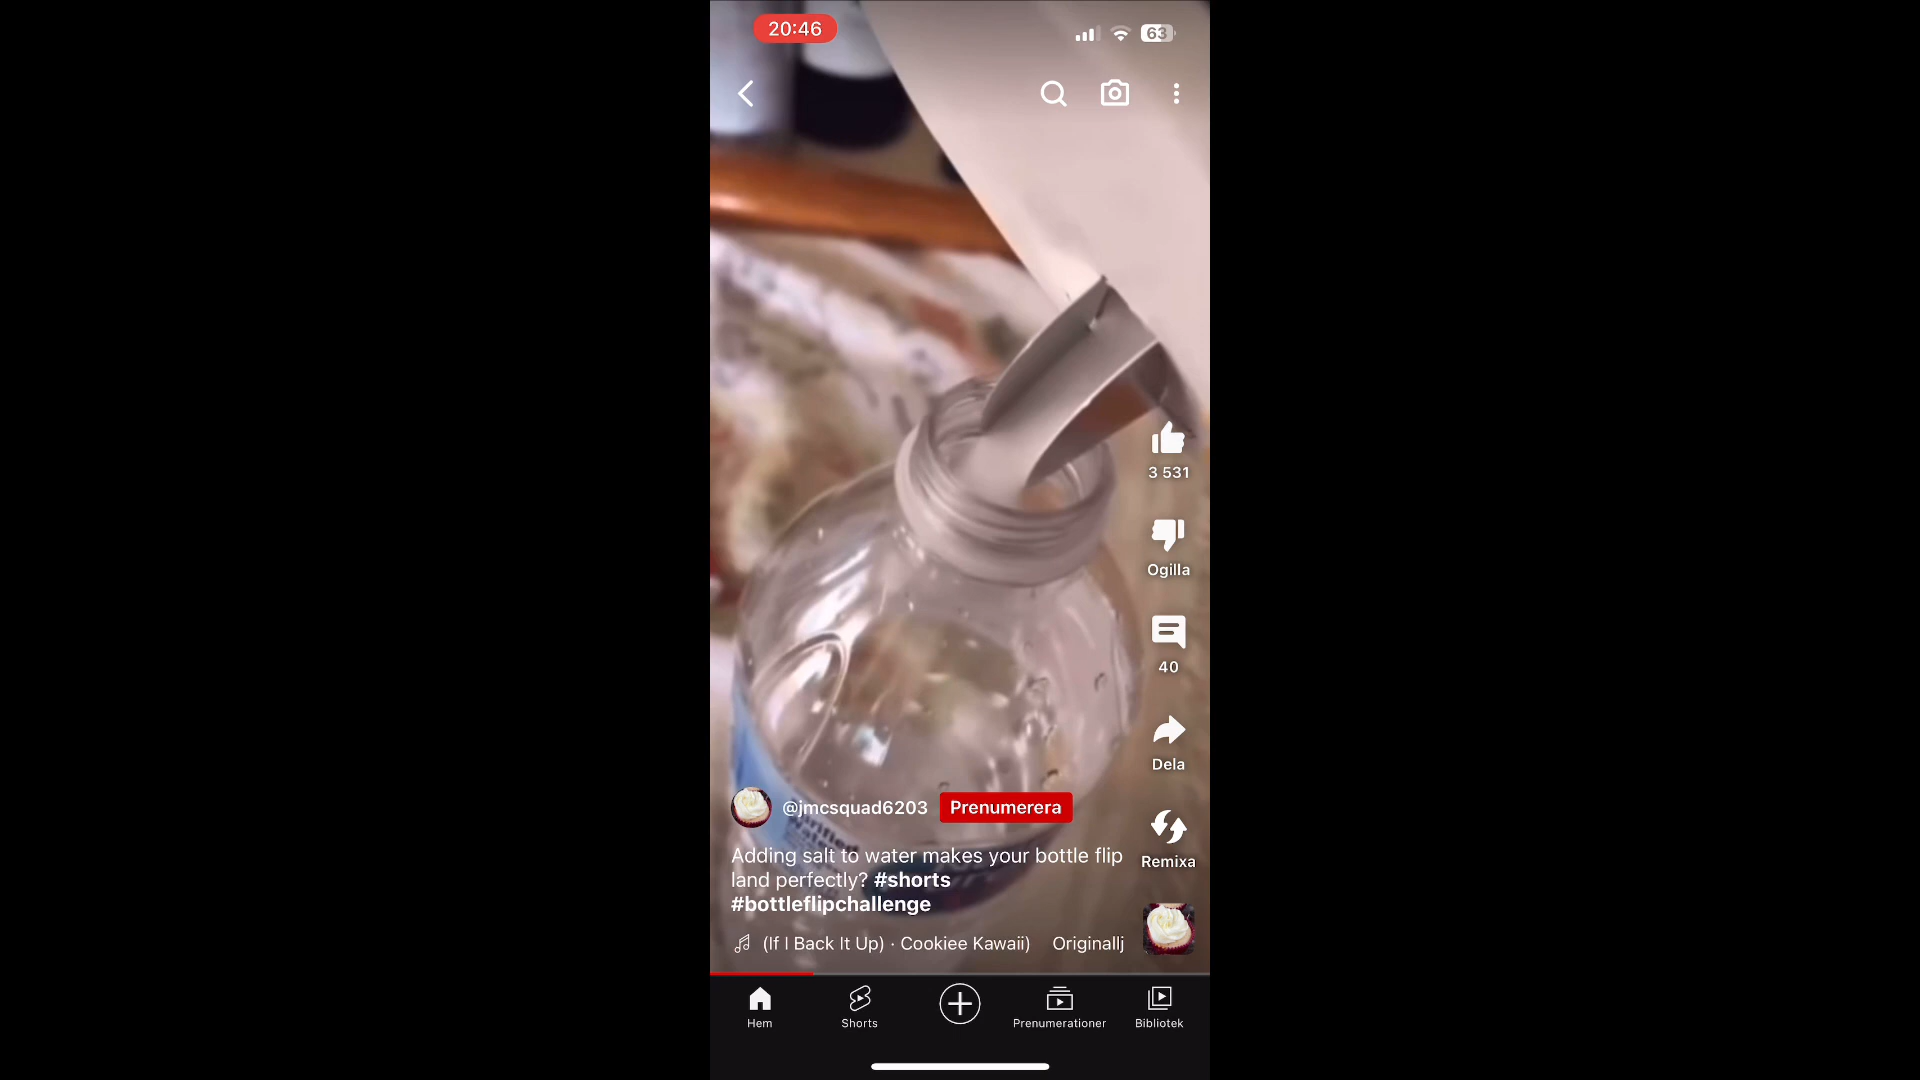 20:46
63
3 531
Ogilla
40
Dela
@jmcsquad6203 Prenumerera
Remixa
Adding salt to water makes your bottle flip
land perfectly? #shorts
#bottleflipchallenge
(If I Back It Up) · Cookiee Kawaii) Originallj
Hem
Shorts
Prenumerationer
Bibliotek